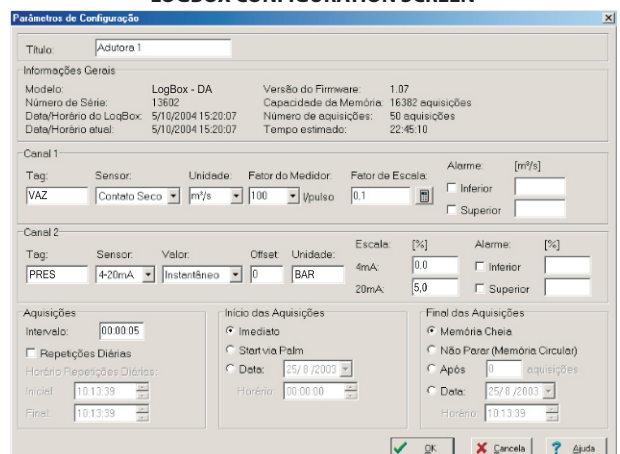 LOGBOX CONFIGURATION SCREEN
Parâmetros de Configuração
Título: Adutora 1
Informações Gerais
Modelo: LogBox - DA Versão do Firmware: 1.07
Número de Série: 13602 Capacidade da Memória: 16382 aquisições
Data/Horário do LogBox: 5/10/2004 15:20:07 Número de aquisições: 50 aquisições
Data/Horário atual: 5/10/2004 15:20:07 Tempo estimado: 22:45:10
Canal 1
Tag: Sensor: Unidade: Fator do Medidor: Fator de Escala: Alarme: [m³/s]
VAZ Contato Seco m³/s 100 l/pulso 0,1 Inferior
Superior
Canal 2
Tag: Sensor: Valor: Offset: Unidade: Escala: [%] Alarme: [%]
PRES 4-20mA Instantâneo 0 BAR 4mA: 0,0 Inferior
20mA: 5,0 Superior
Aquisições
Intervalo: 00:00:05
Repetições Diárias
Horário Repetições Diárias:
Inicial: 10:13:39
Final: 10:13:39
Início das Aquisições
Imediato
Start via Palm
Data: 25/ 8 /2003
Horário: 00:00:00
Final das Aquisições
Memória Cheia
Não Parar (Memória Circular)
Após 0 aquisições
Data: 25/ 8 /2003
Horário: 10:13:39
OK Cancela Ajuda